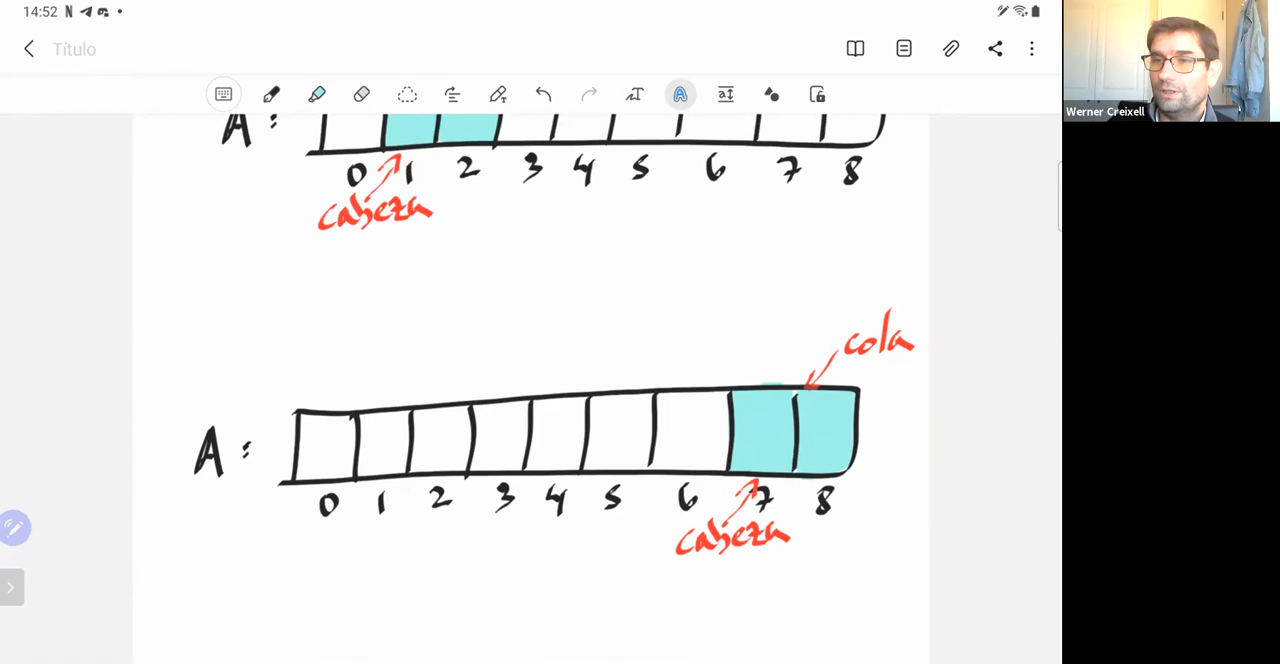 14:52 N
Título
Werner Creixell
A:
0 1 2 3 4 5 6 7 8
cabeza
cola
A:
0 1 2 3 4 5 6 7 8
cabeza